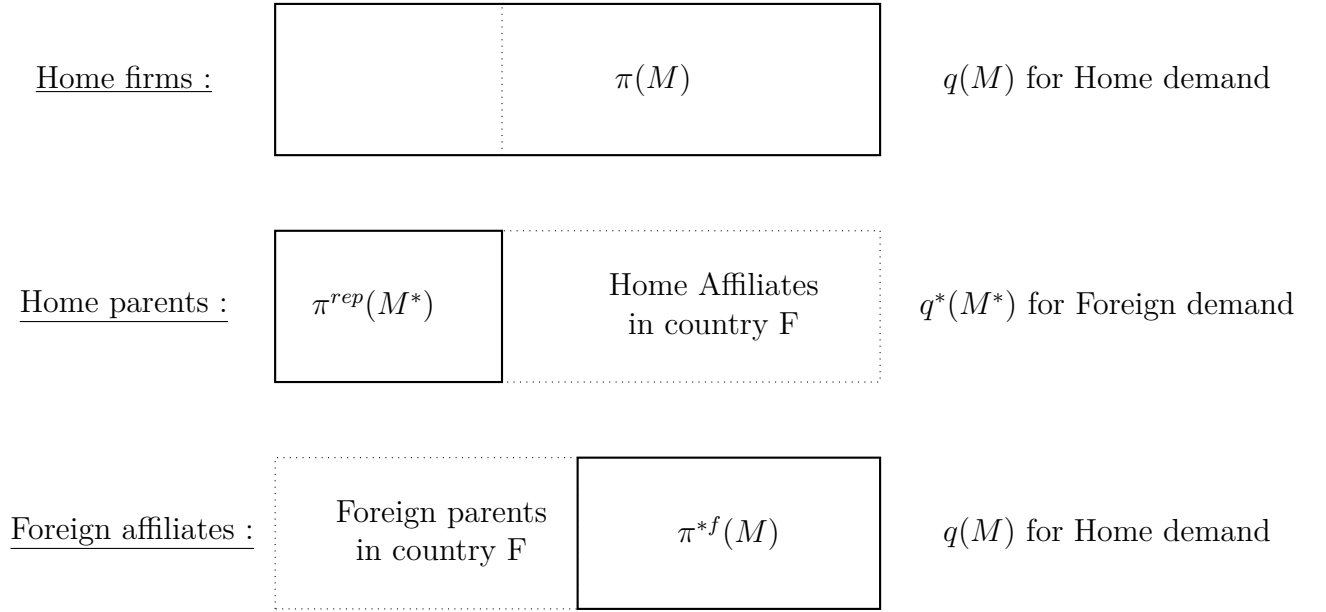 Home firms :
π(M)
q(M) for Home demand
Home parents :
π^{rep}(M*)
Home Affiliates
in country F
q*(M*) for Foreign demand
Foreign affiliates :
Foreign parents
in country F
π^{*f}(M)
q(M) for Home demand